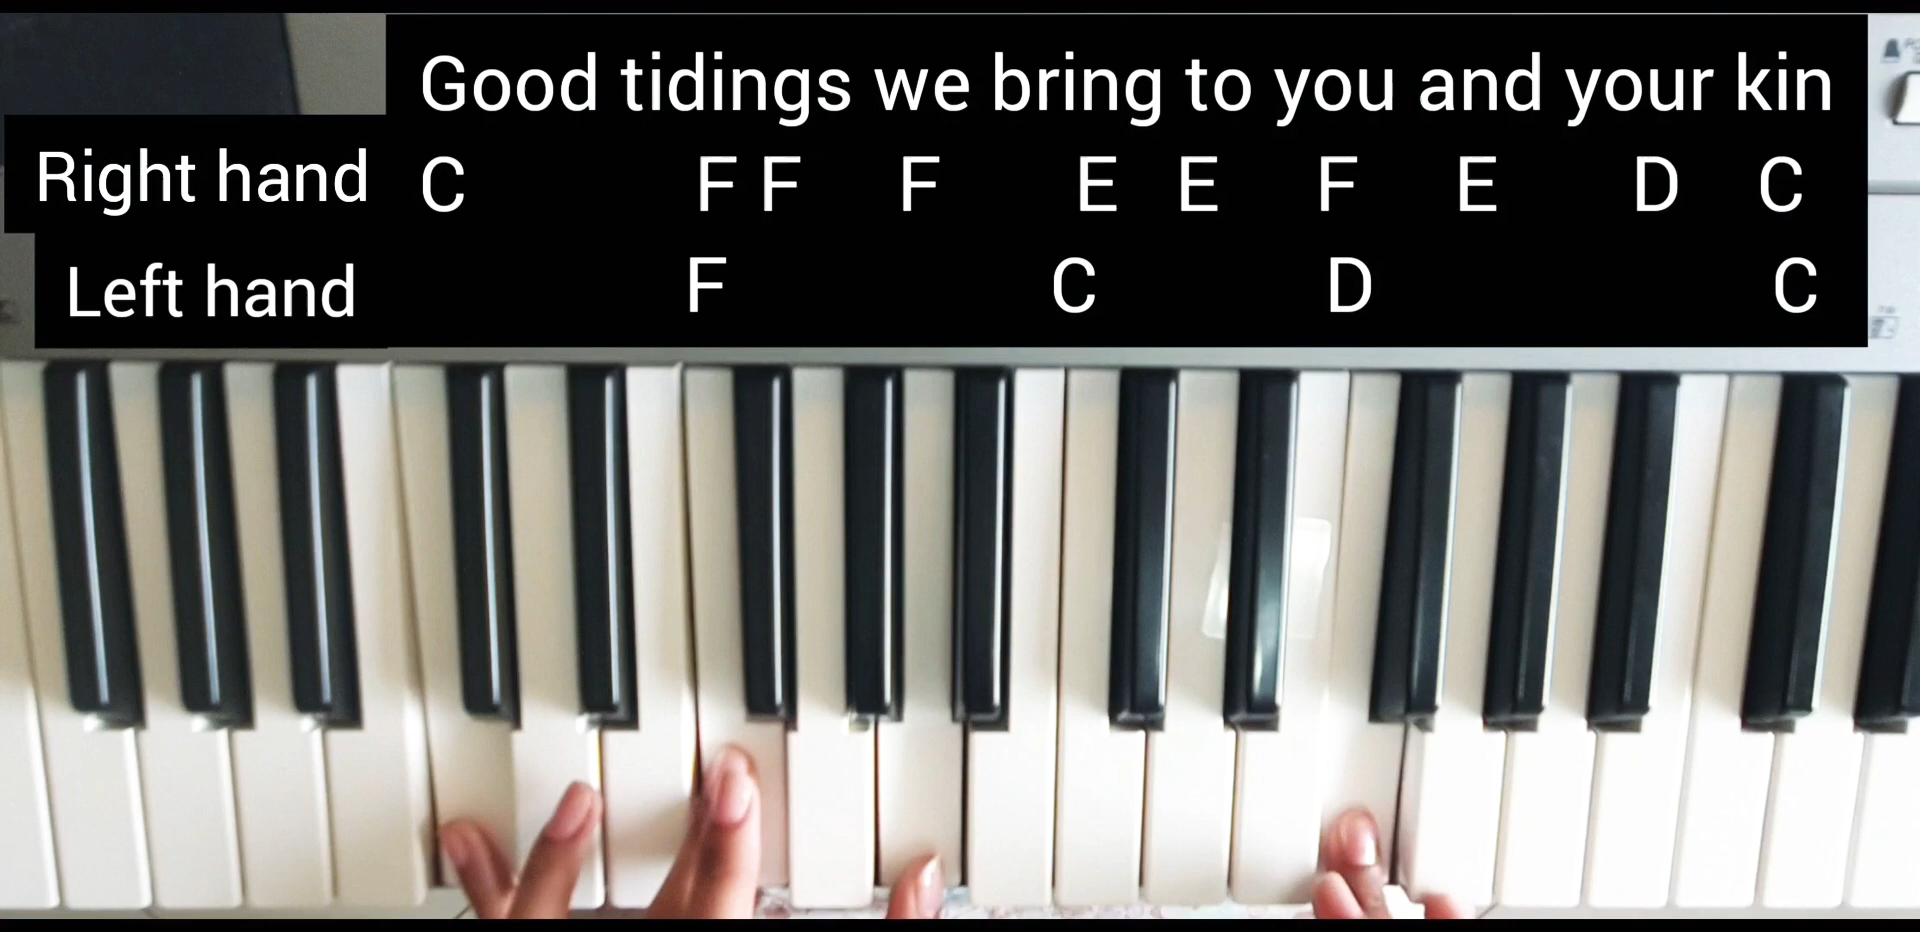 Good tidings we bring to you and your kin
Right hand C F F F E E F E D C
Left hand F C D C